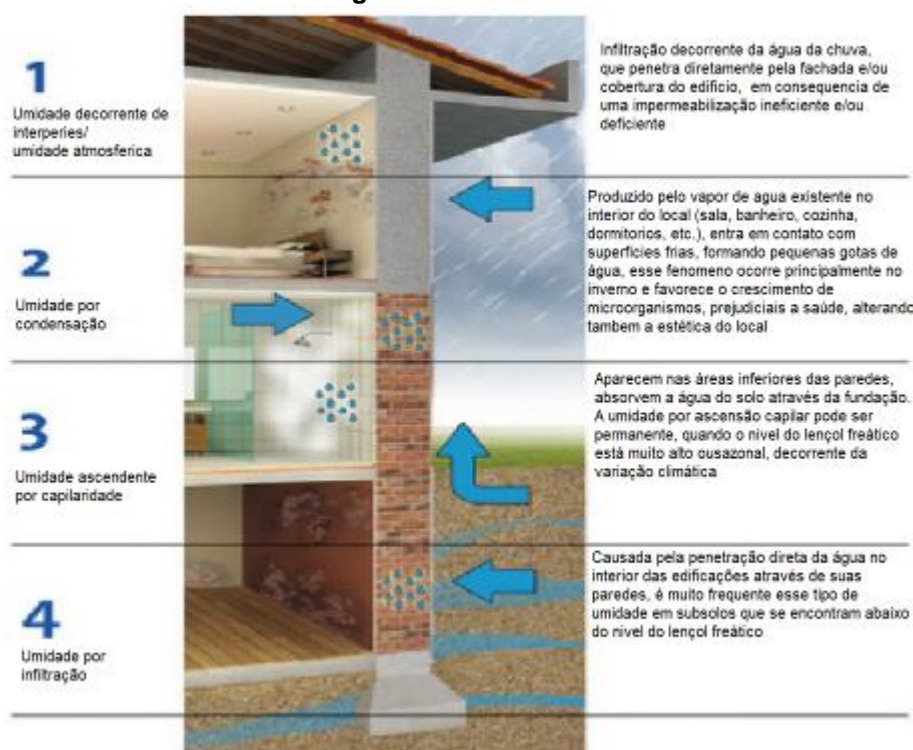 1
Umidade decorrente de
interperies/
umidade atmosferica
Infiltração decorrente da água da chuva,
que penetra diretamente pela fachada e/ou
cobertura do edificio, em consequencia de
uma impermeabilização ineficiente e/ou
deficiente
2
Umidade por
condensação
Produzido pelo vapor de agua existente no
interior do local (sala, banheiro, cozinha,
dormitorios, etc.), entra em contato com
superfícies frias, formando pequenas gotas de
água, esse fenomeno ocorre principalmente no
inverno e favorece o crescimento de
microorganismos, prejudiciais a saúde, alterando
tambem a estética do local
3
Umidade ascendente
por capilaridade
Aparecem nas áreas inferiores das paredes,
absorvem a água do solo através da fundação.
A umidade por ascensão capilar pode ser
permanente, quando o nivel do lençol freático
está muito alto ousazonal, decorrente da
variação climática
4
Umidade por
infiltração
Causada pela penetração direta da água no
interior das edificações através de suas
paredes, é muito frequente esse tipo de
umidade em subsolos que se encontram abaixo
do nivel do lençol freático